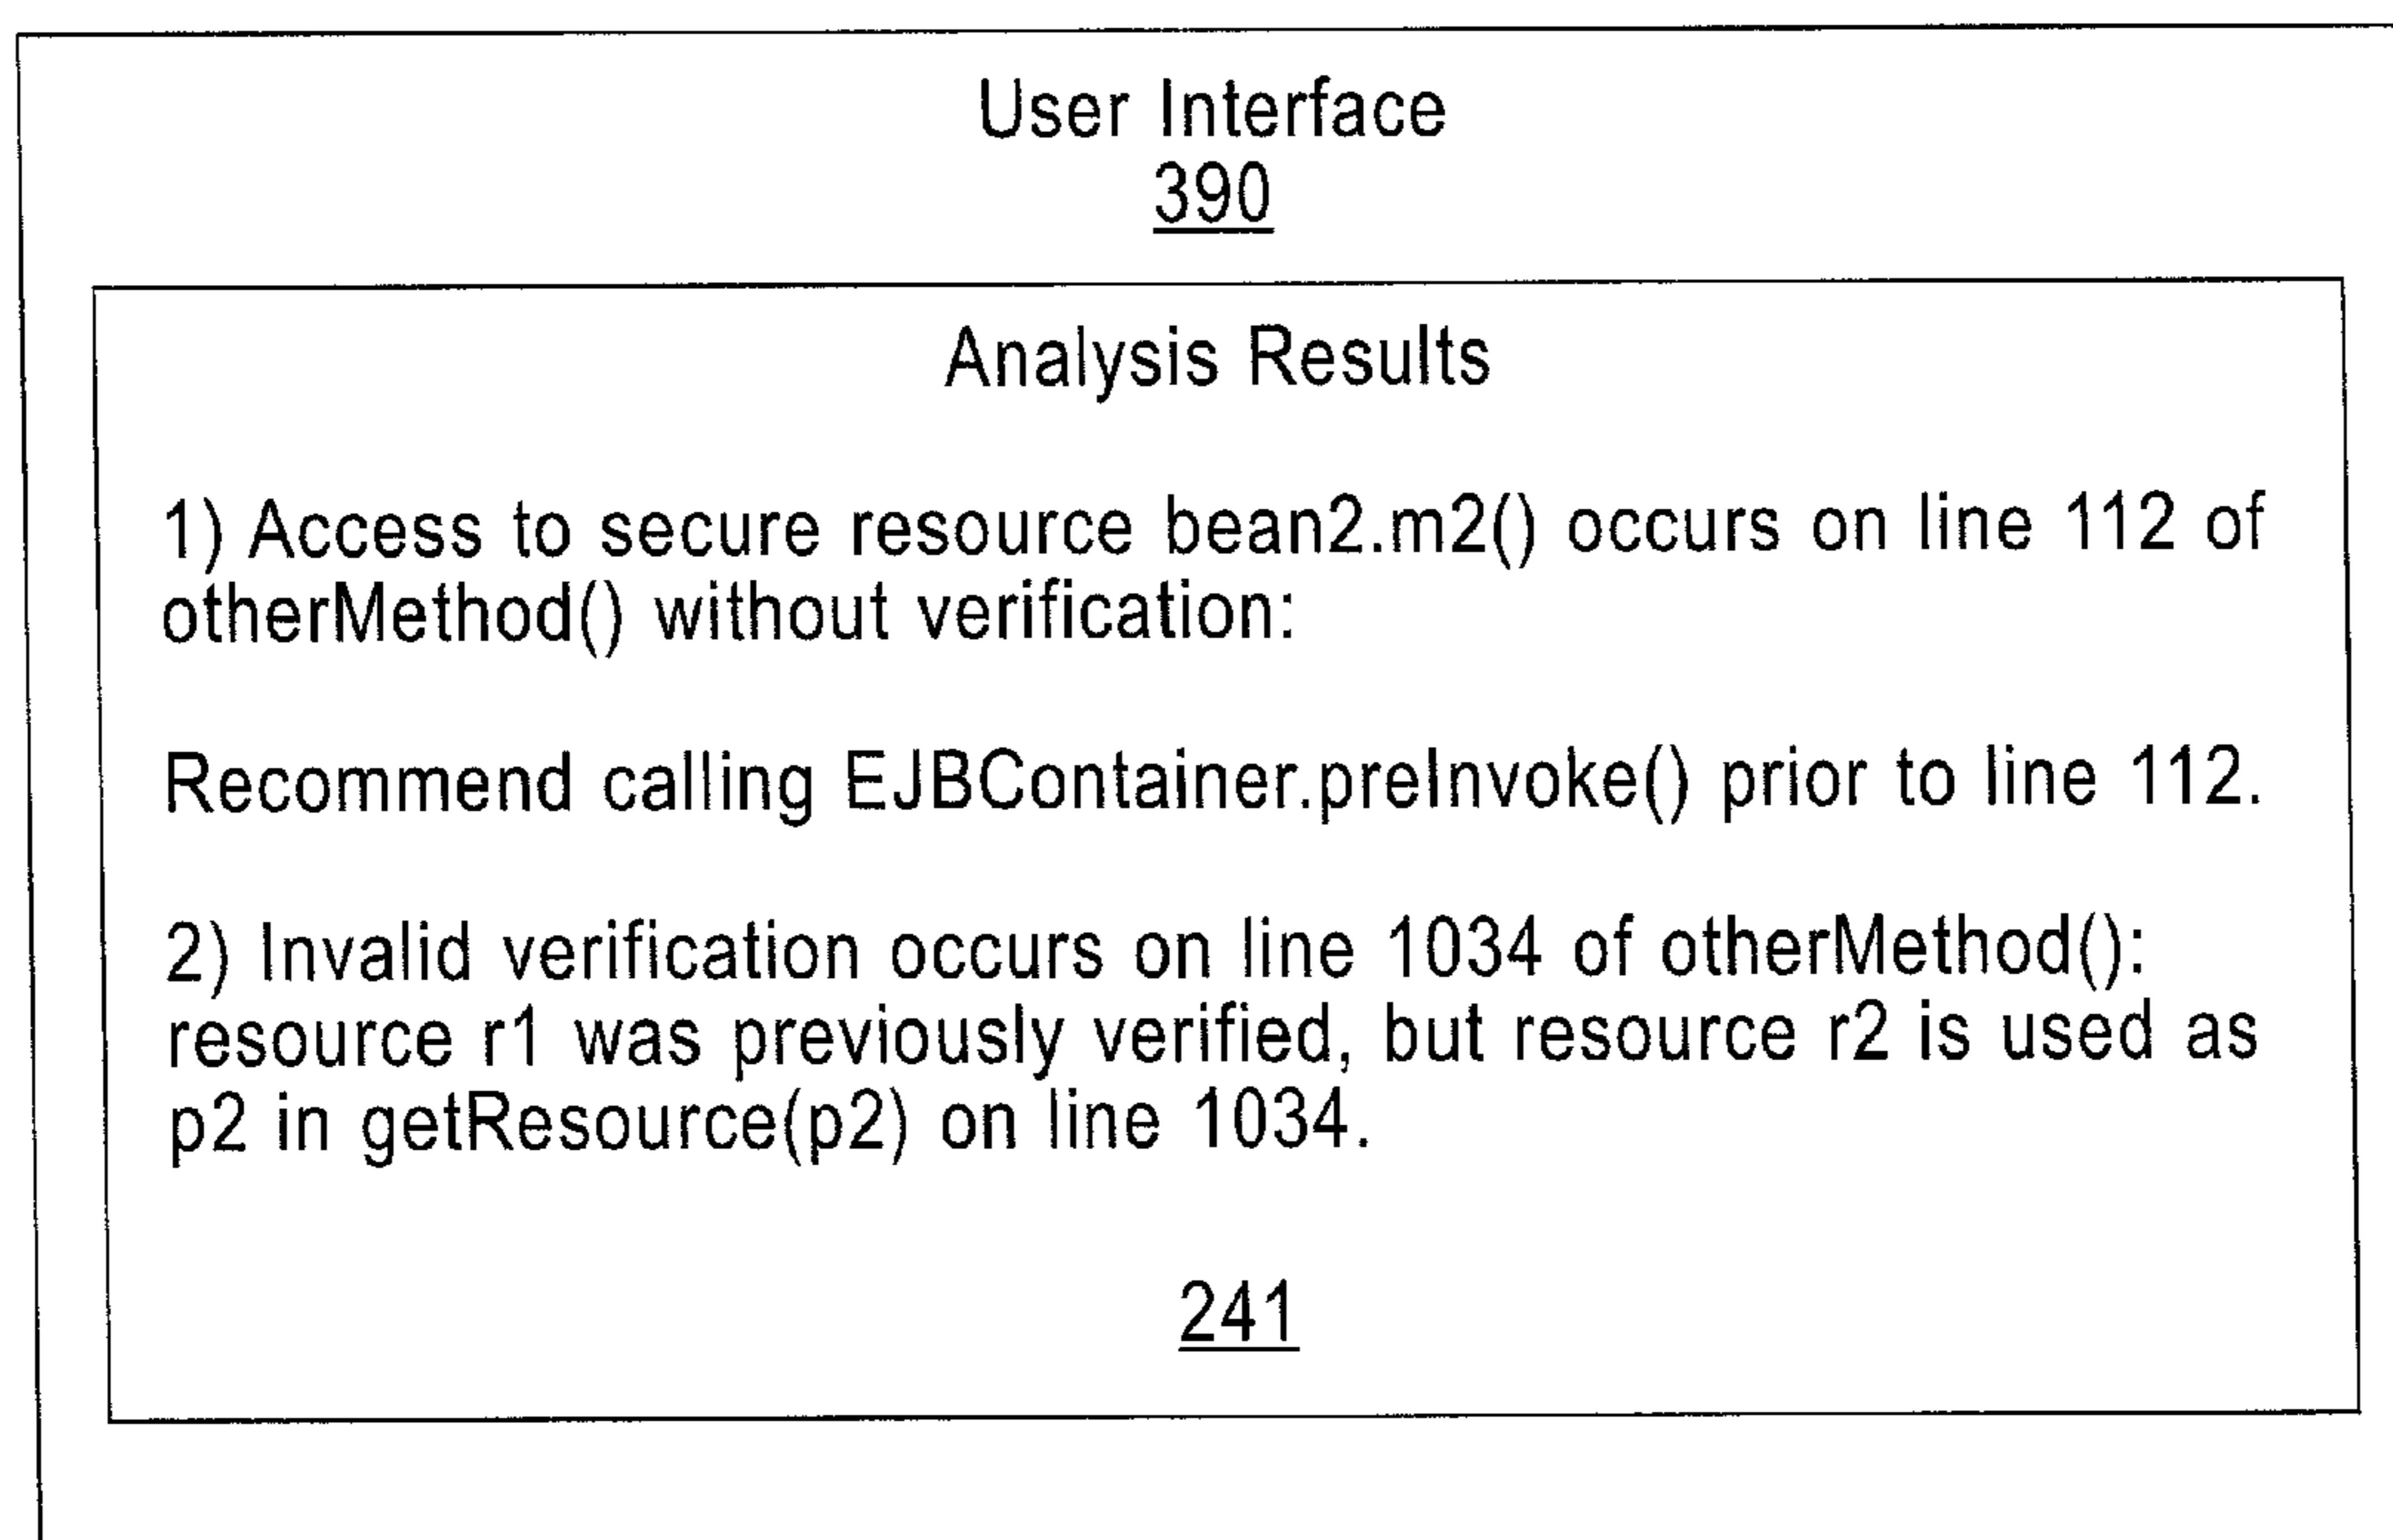 User Interface
390
Analysis Results
1) Access to secure resource bean2.m2() occurs on line 112 of
otherMethod() without verification:
Recommend calling EJBContainer.preInvoke() prior to line 112.
2) Invalid verification occurs on line 1034 of otherMethod():
resource r1 was previously verified, but resource r2 is used as
p2 in getResource(p2) on line 1034.
241